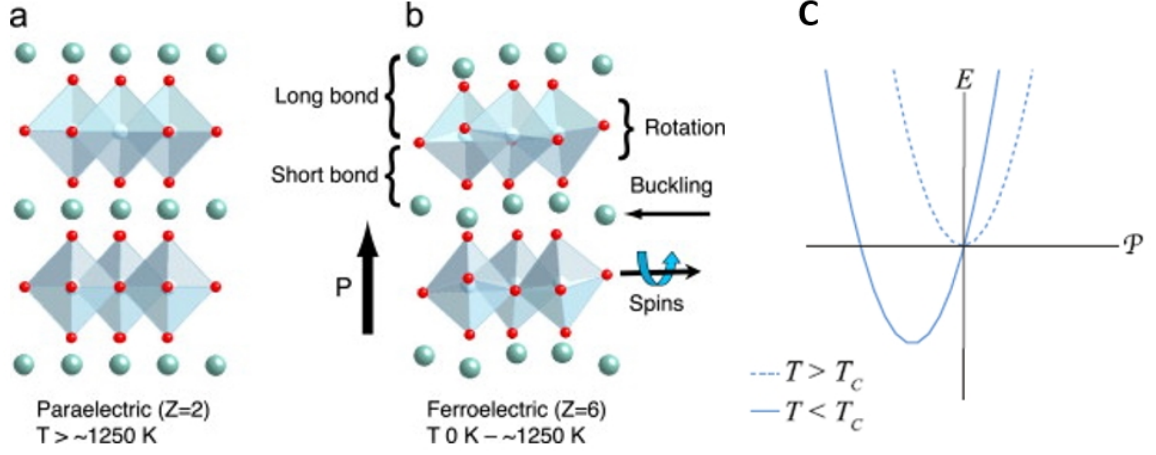 a
b
C
Long bond
Short bond
Rotation
Buckling
P
Spins
Paraelectric (Z=2)
T > ~1250 K
Ferroelectric (Z=6)
T 0 K – ~1250 K
E
𝒫
T > T_C
T < T_C